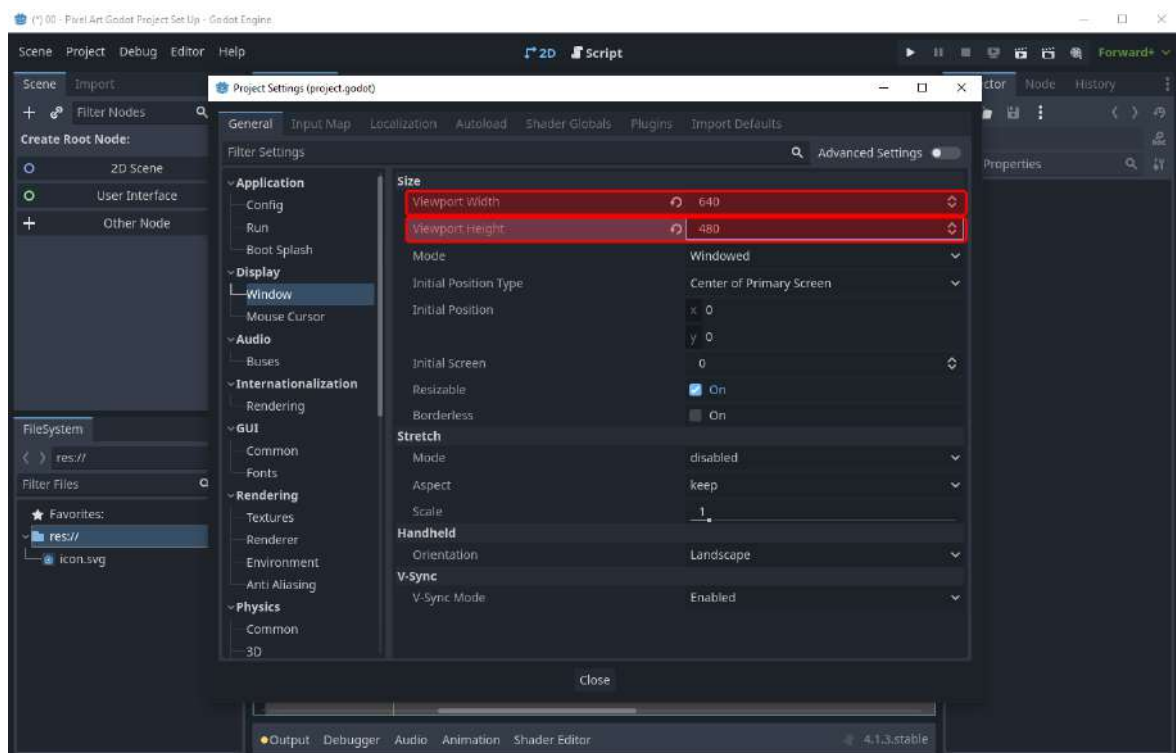 (*) 00 - Pixel Art Godot Project Set Up - Godot Engine
Scene Project Debug Editor Help
2D Script
Forward+
Scene Import
Filter Nodes
Create Root Node:
2D Scene
User Interface
Other Node
FileSystem
res://
Filter Files
Favorites:
res://
icon.svg
Project Settings (project.godot)
General Input Map Localization Autoload Shader Globals Plugins Import Defaults
Filter Settings
Advanced Settings
Application
Config
Run
Boot Splash
Display
Window
Mouse Cursor
Audio
Buses
Internationalization
Rendering
GUI
Common
Fonts
Rendering
Textures
Renderer
Environment
Anti Aliasing
Physics
Common
3D
Size
Viewport Width 640
Viewport Height 480
Mode Windowed
Initial Position Type Center of Primary Screen
Initial Position x 0
y 0
Initial Screen 0
Resizable On
Borderless On
Stretch
Mode disabled
Aspect keep
Scale 1
Handheld
Orientation Landscape
V-Sync
V-Sync Mode Enabled
Close
ctor Node History
Properties
Output Debugger Audio Animation Shader Editor
4.1.3.stable